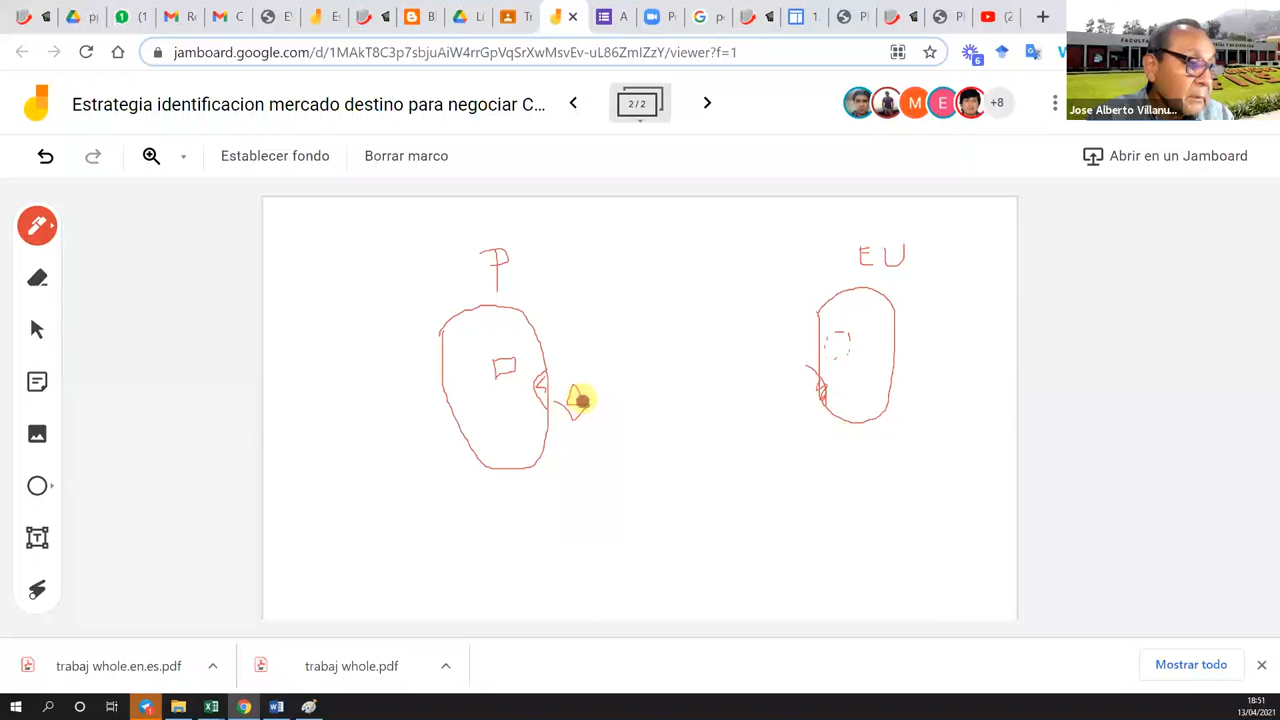 jamboard.google.com/d/1MAkT8C3p7sbjuAiW4rrGpVqSrXwMsvEv-uL86ZmIZzY/viewer?f=1
6
Jose Alberto Villanu...
Estrategia identificacion mercado destino para negociar C...
2/2
M
E
+8
Establecer fondo
Borrar marco
Abrir en un Jamboard
P
EU
trabaj whole.en.es.pdf
trabaj whole.pdf
Mostrar todo
18:51
13/04/2021